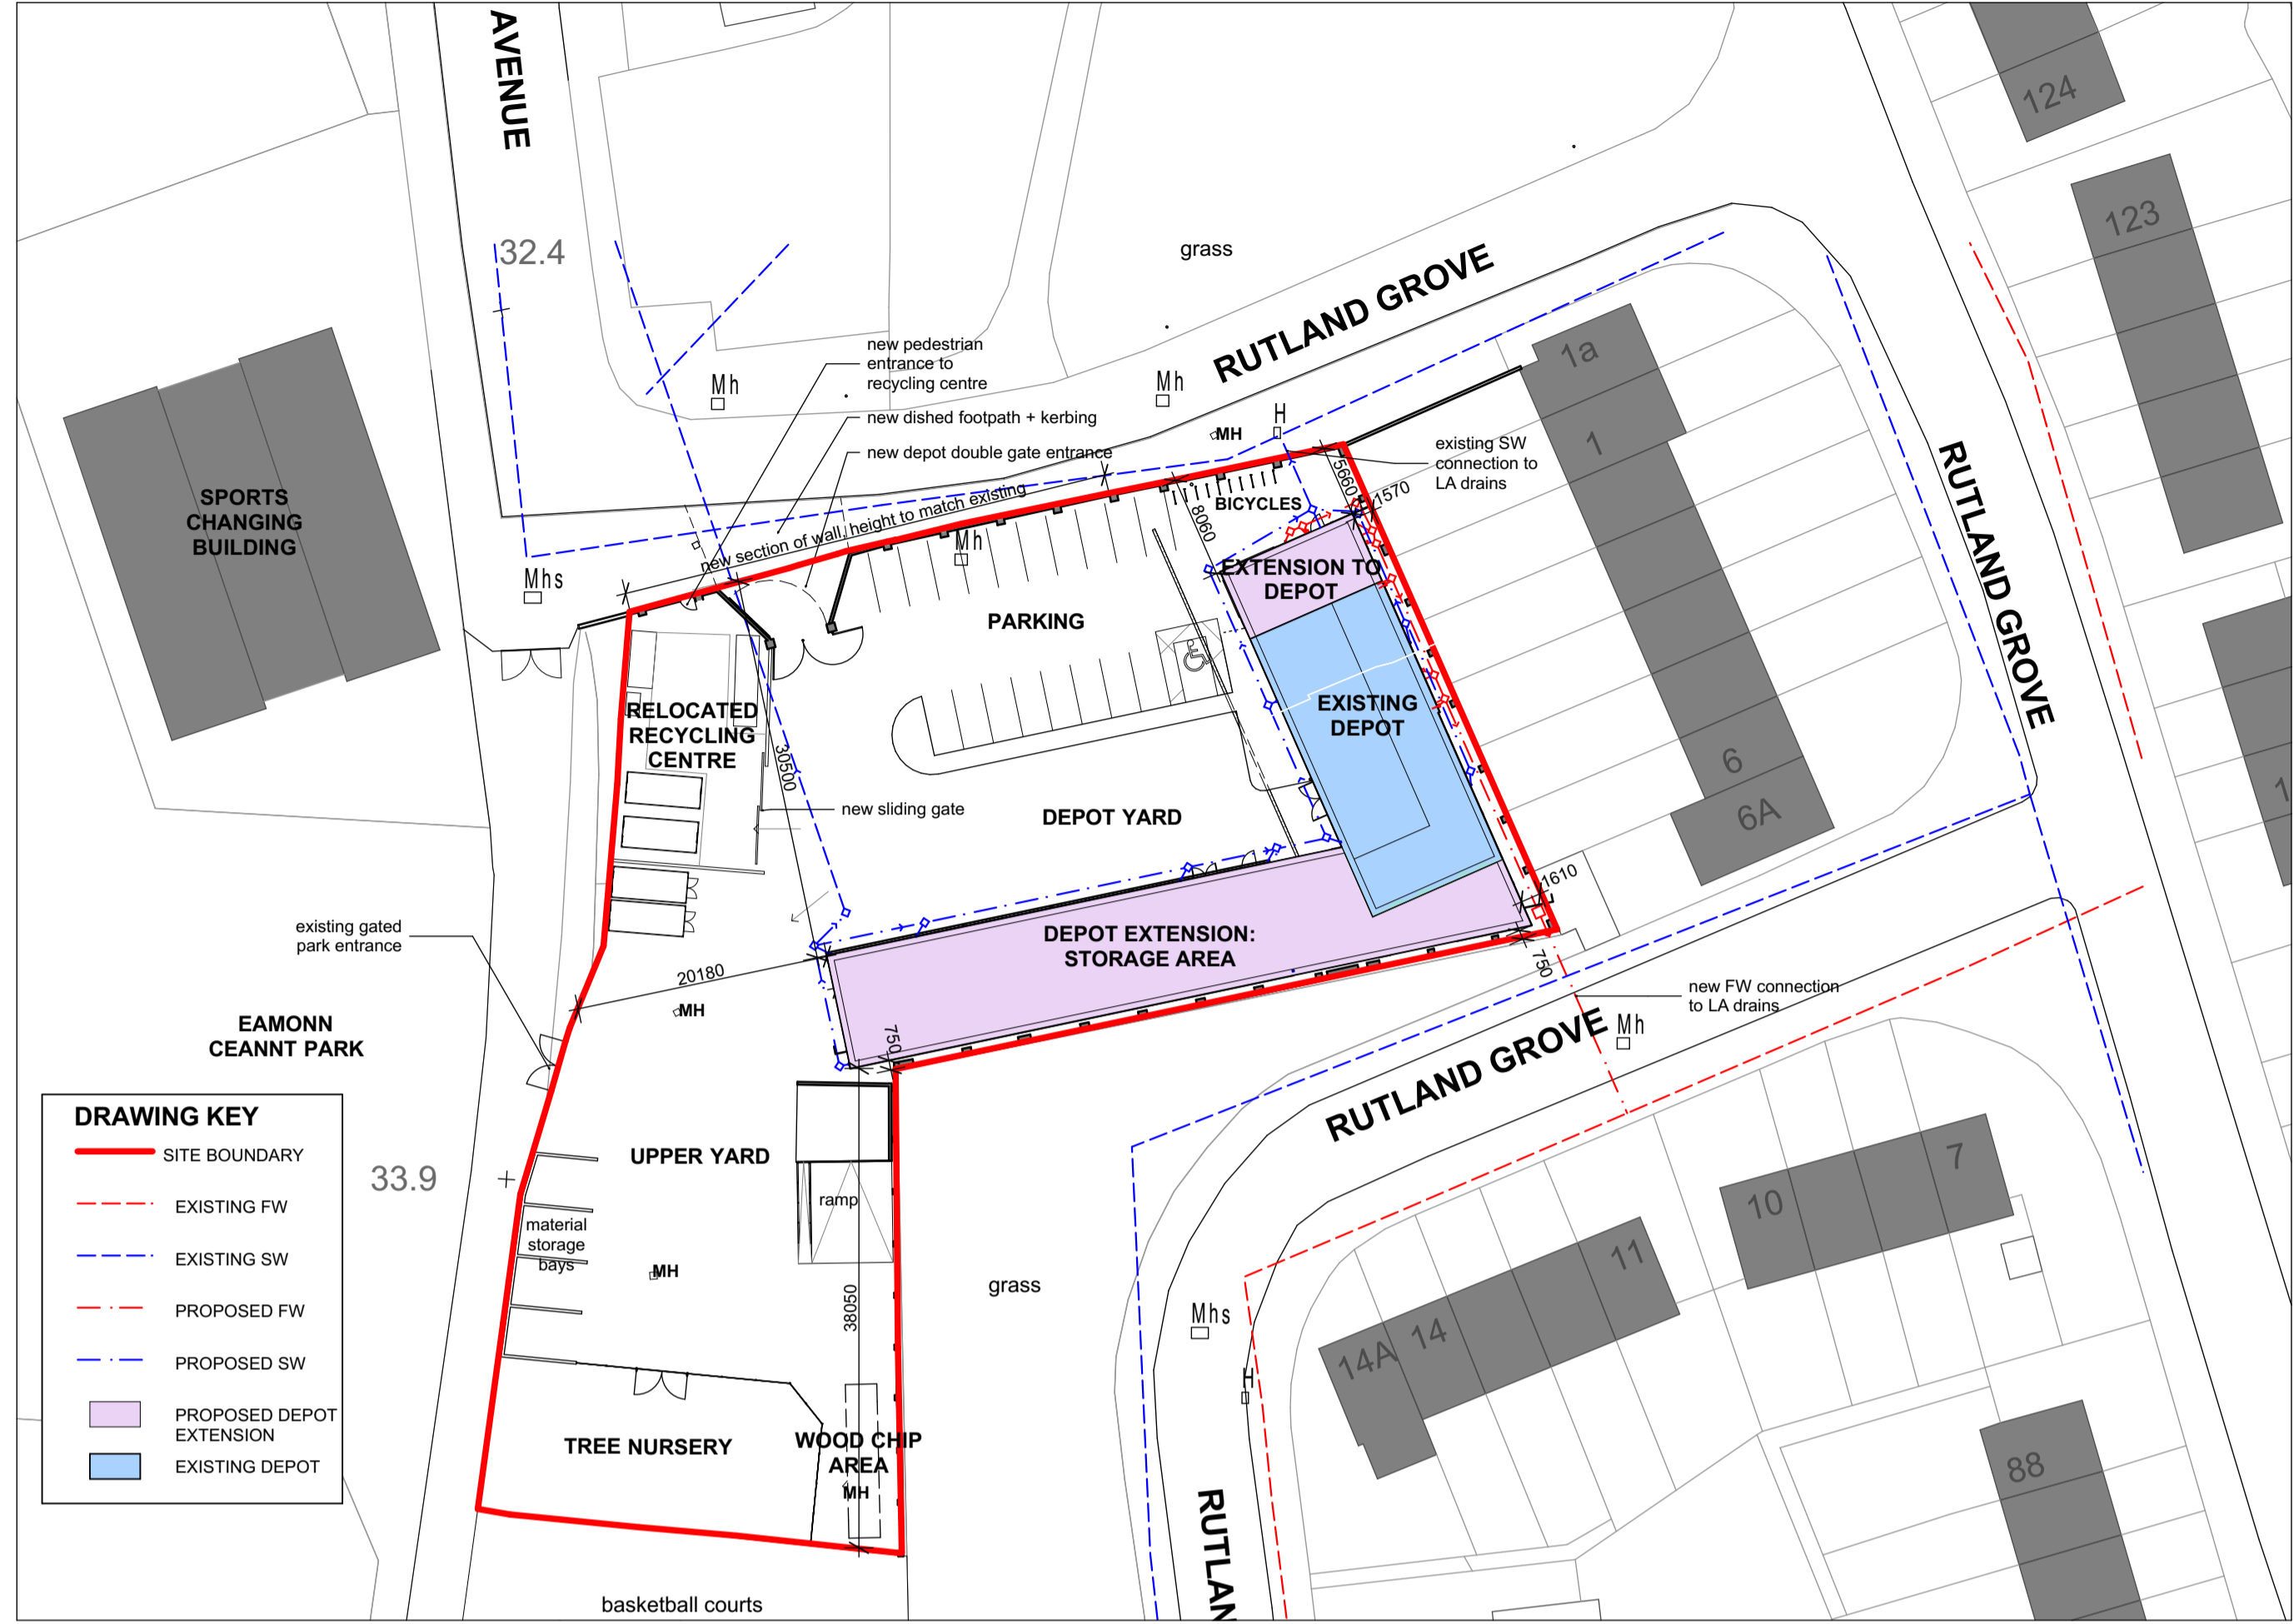 AVENUE
124
123
32.4
grass
RUTLAND GROVE
new pedestrian
entrance to
recycling centre
Mh
Mh
1a
new dished footpath + kerbing
H
MH
existing SW
connection to
LA drains
1
new depot double gate entrance
RUTLAND GROVE
SPORTS
CHANGING
BUILDING
new section of wall, height to match existing
5660
1570
BICYCLES
8060
Mh
Mhs
EXTENSION TO
DEPOT
PARKING
RELOCATED
RECYCLING
CENTRE
EXISTING
DEPOT
30500
6
6A
1
new sliding gate
DEPOT YARD
1610
existing gated
park entrance
DEPOT EXTENSION:
STORAGE AREA
20180
750
new FW connection
to LA drains
MH
EAMONN
CEANNT PARK
750
RUTLAND GROVE
Mh
DRAWING KEY
SITE BOUNDARY
EXISTING FW
EXISTING SW
PROPOSED FW
PROPOSED SW
PROPOSED DEPOT
EXTENSION
EXISTING DEPOT
33.9
UPPER YARD
ramp
material
storage
bays
MH
38050
grass
7
10
11
Mhs
14
14A
H
TREE NURSERY
WOOD CHIP
AREA
MH
88
RUTLAN
basketball courts